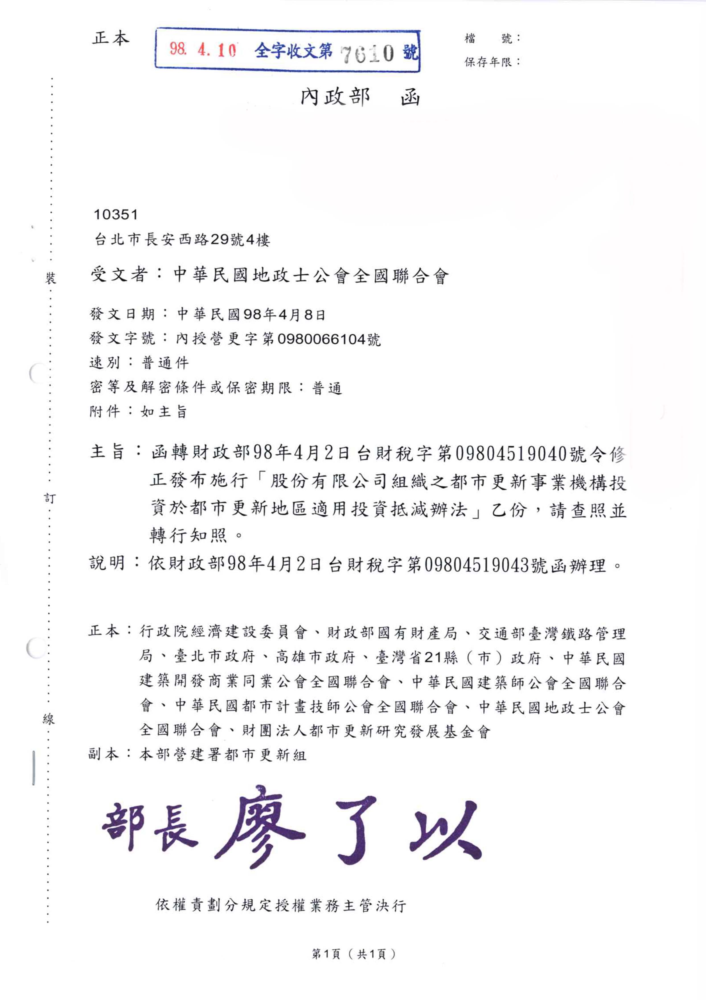 正本
98. 4. 10 全字收文第 7610 號
檔　　號：
保存年限：
內政部　函
10351
台北市長安西路29號4樓
受文者：中華民國地政士公會全國聯合會
發文日期：中華民國98年4月8日
發文字號：內授營更字第0980066104號
速別：普通件
密等及解密條件或保密期限：普通
附件：如主旨
主旨：函轉財政部98年4月2日台財稅字第09804519040號令修
正發布施行「股份有限公司組織之都市更新事業機構投
資於都市更新地區適用投資抵減辦法」乙份，請查照並
轉行知照。
說明：依財政部98年4月2日台財稅字第09804519043號函辦理。
正本：行政院經濟建設委員會、財政部國有財產局、交通部臺灣鐵路管理
局、臺北市政府、高雄市政府、臺灣省21縣（市）政府、中華民國
建築開發商業同業公會全國聯合會、中華民國建築師公會全國聯合
會、中華民國都市計畫技師公會全國聯合會、中華民國地政士公會
全國聯合會、財團法人都市更新研究發展基金會
副本：本部營建署都市更新組
部長 廖了以
依權責劃分規定授權業務主管決行
第1頁（共1頁）
裝
訂
線